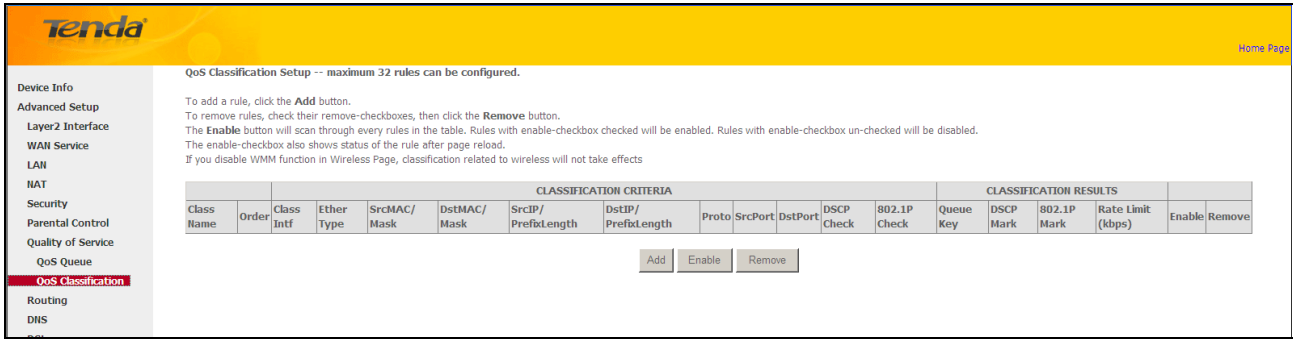 Tenda
Home Page
Device Info
Advanced Setup
Layer2 Interface
WAN Service
LAN
NAT
Security
Parental Control
Quality of Service
QoS Queue
QoS Classification
Routing
DNS
QoS Classification Setup -- maximum 32 rules can be configured.
To add a rule, click the Add button.
To remove rules, check their remove-checkboxes, then click the Remove button.
The Enable button will scan through every rules in the table. Rules with enable-checkbox checked will be enabled. Rules with enable-checkbox un-checked will be disabled.
The enable-checkbox also shows status of the rule after page reload.
If you disable WMM function in Wireless Page, classification related to wireless will not take effects
CLASSIFICATION CRITERIA CLASSIFICATION RESULTS
Class Name Order Class Intf Ether Type SrcMAC/ Mask DstMAC/ Mask SrcIP/ PrefixLength DstIP/ PrefixLength Proto SrcPort DstPort DSCP Check 802.1P Check Queue Key DSCP Mark 802.1P Mark Rate Limit (kbps) Enable Remove
Add Enable Remove